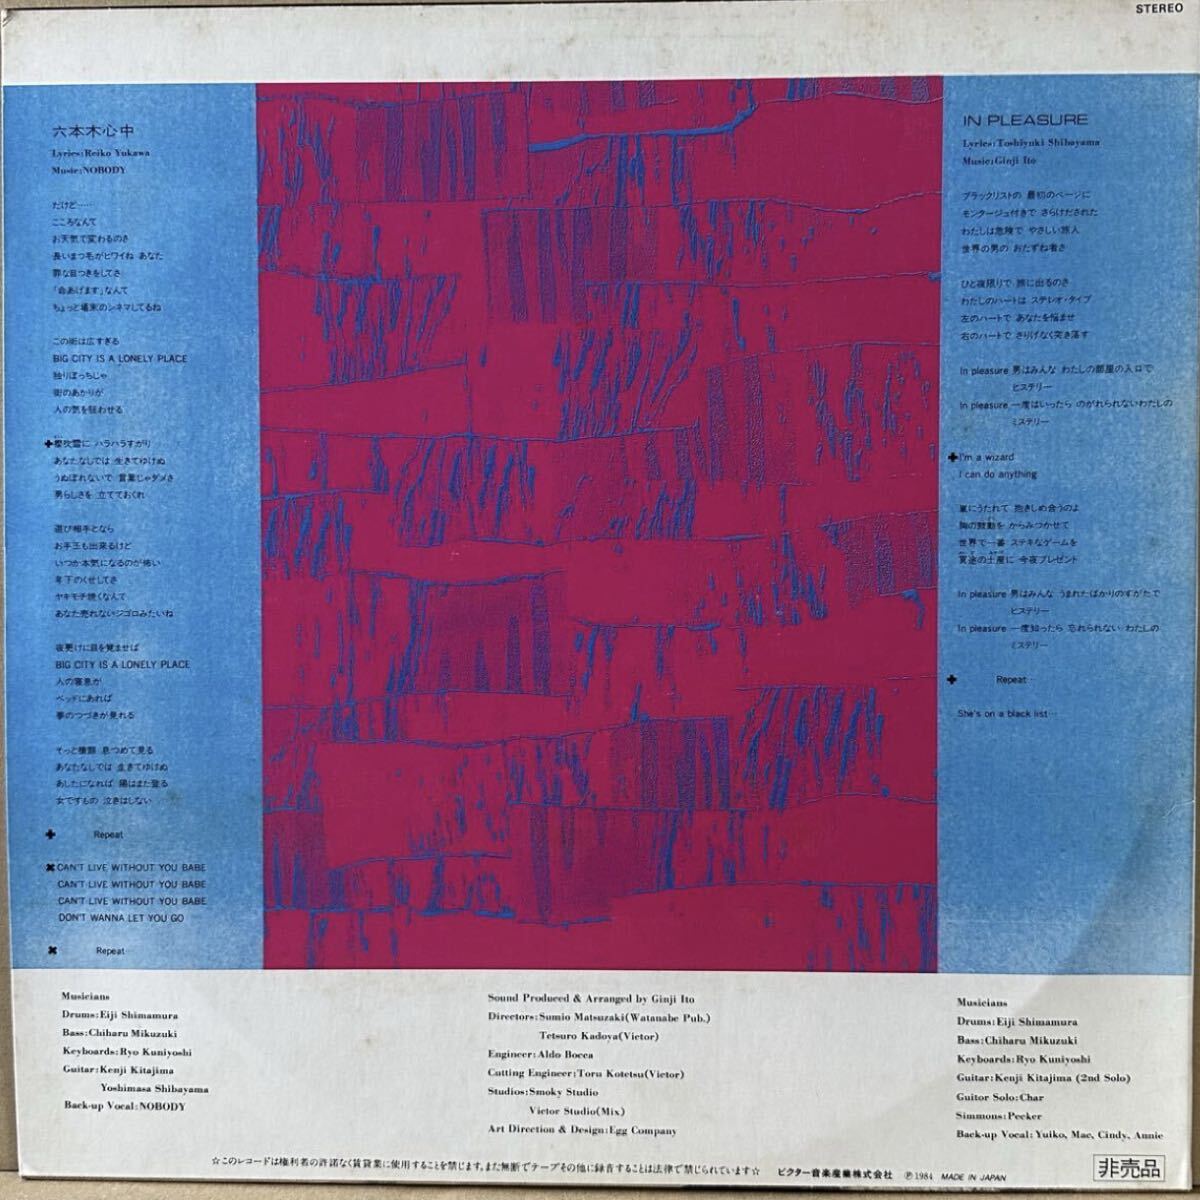 STEREO
六本木心中
Lyrics:Reiko Yukawa
Music:NOBODY
だけど……
こころなんて
お天気で変わるのさ
長いまつ毛がヒワイね あなた
罪な目つきをしてさ
「命あげます」なんて
ちょっと場末のシネマしてるね
この街は広すぎる
BIG CITY IS A LONELY PLACE
独りぼっちじゃ
街のあかりが
人の気を狂わせる
✚桜吹雪に ハラハラすがり
あなたなしでは 生きてゆけぬ
うぬぼれないで 言葉じゃダメさ
男らしさを 立てておくれ
遊び相手となら
お手玉も出来るけど
いつか本気になるのが怖い
年下のくせしてさ
ヤキモチ焼くなんて
あなた売れないジゴロみたいね
夜更けに目を覚ませば
BIG CITY IS A LONELY PLACE
人の寝息が
ベッドにあれば
夢のつづきが見れる
そっと横顔 息つめて見る
あなたなしでは 生きてゆけぬ
あしたになれば 陽はまた登る
女ですもの 泣きはしない
✚ Repeat
✖CAN'T LIVE WITHOUT YOU BABE
CAN'T LIVE WITHOUT YOU BABE
CAN'T LIVE WITHOUT YOU BABE
DON'T WANNA LET YOU GO
✖ Repeat
IN PLEASURE
Lyrics:Toshiyuki Shibayama
Music:Ginji Ito
ブラックリストの 最初のページに
モンタージュ付きで さらけだされた
わたしは危険で やさしい旅人
世界の男の おたずね者さ
ひと夜限りで 旅に出るのさ
わたしのハートは ステレオ・タイプ
左のハートで あなたを悩ませ
右のハートで さりげなく突き落す
In pleasure 男はみんな わたしの部屋の入口で
ヒステリー
In pleasure 一度はいったら のがれられないわたしの
ミステリー
✚I'm a wizard
I can do anything
嵐にうたれて 抱きしめ合うのよ
胸の鼓動を からみつかせて
世界で一番 ステキなゲームを
冥途の土産に 今夜プレゼント
In pleasure 男はみんな うまれたばかりのすがたで
ヒステリー
In pleasure 一度知ったら 忘れられない わたしの
ミステリー
✚ Repeat
She's on a black list…
Musicians
Drums:Eiji Shimamura
Bass:Chiharu Mikuzuki
Keyboards:Ryo Kuniyoshi
Guitar:Kenji Kitajima
Yoshimasa Shibayama
Back-up Vocal:NOBODY
Sound Produced & Arranged by Ginji Ito
Directors:Sumio Matsuzaki(Watanabe Pub.)
Tetsuro Kadoya(Victor)
Engineer:Aldo Bocca
Cutting Engineer:Toru Kotetsu(Victor)
Studios:Smoky Studio
Victor Studio(Mix)
Art Direction & Design:Egg Company
Musicians
Drums:Eiji Shimamura
Bass:Chiharu Mikuzuki
Keyboards:Ryo Kuniyoshi
Guitar:Kenji Kitajima (2nd Solo)
Guitor Solo:Char
Simmons:Pecker
Back-up Vocal: Yuiko, Mac, Cindy, Annie
☆このレコードは権利者の許諾なく賃貸業に使用することを禁じます。また無断でテープその他に録音することは法律で禁じられています☆ ビクター音楽産業株式会社 ℗1984 MADE IN JAPAN 非売品